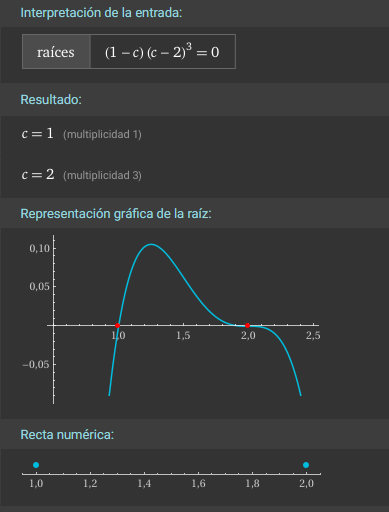 Interpretación de la entrada:
raíces (1 − c) (c − 2)³ = 0
Resultado:
c = 1 (multiplicidad 1)
c = 2 (multiplicidad 3)
Representación gráfica de la raíz:
0,10
0,05
1,0 1,5 2,0 2,5
−0,05
Recta numérica:
1,0 1,2 1,4 1,6 1,8 2,0